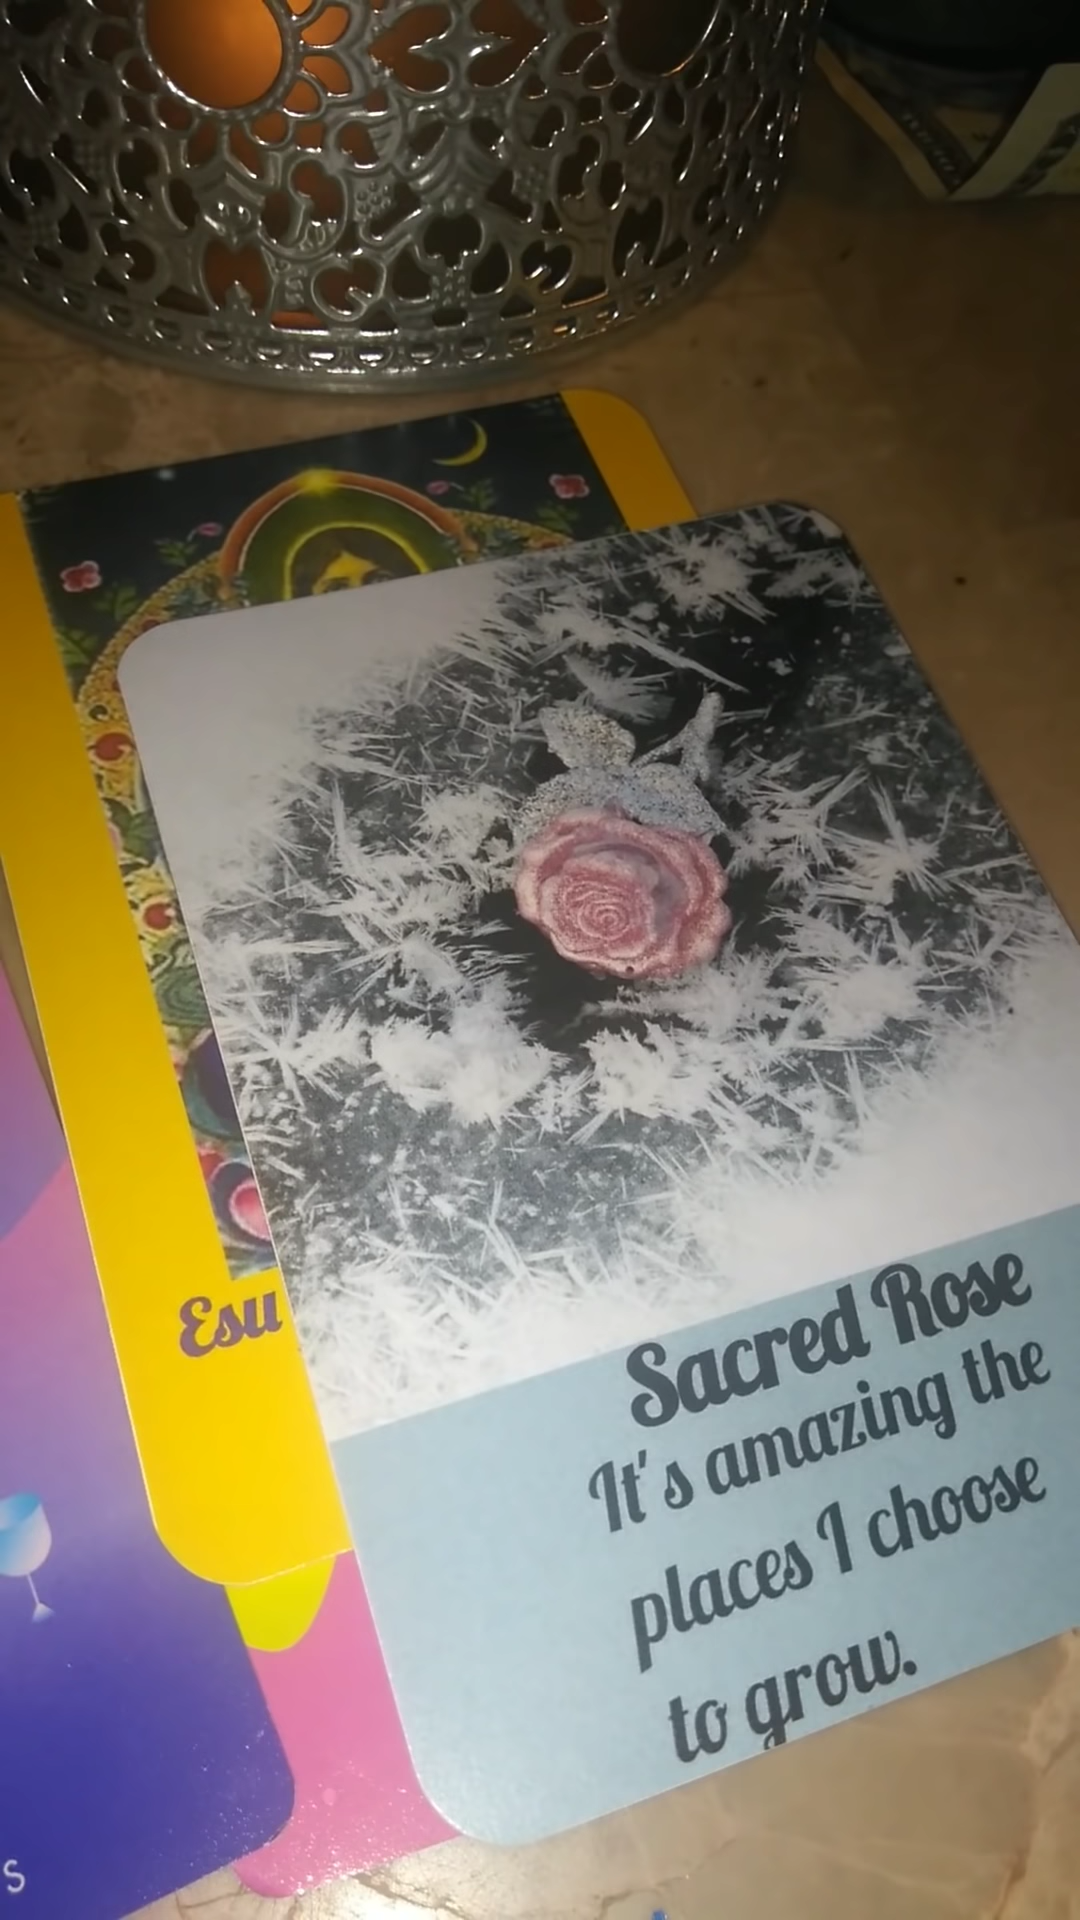 Esu
Sacred Rose
It's amazing the
places I choose
to grow.
s